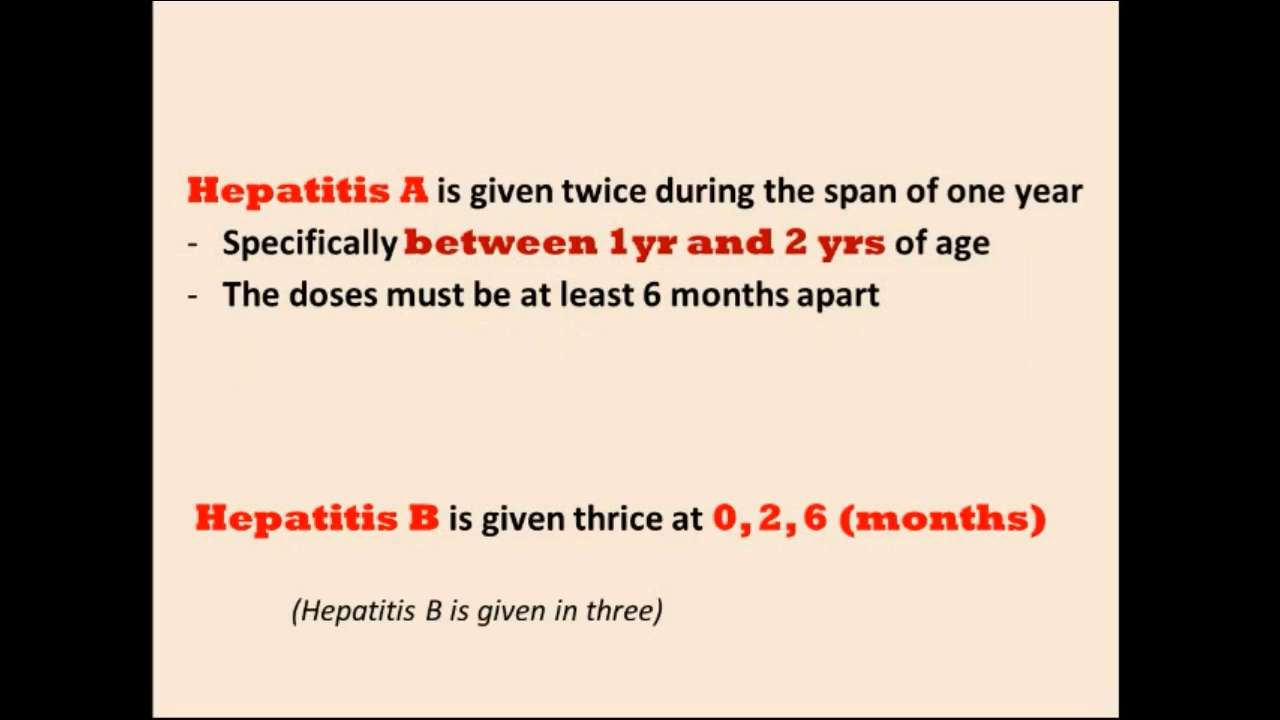 Hepatitis A is given twice during the span of one year
- Specifically between 1yr and 2 yrs of age
- The doses must be at least 6 months apart
Hepatitis B is given thrice at 0, 2, 6 (months)
(Hepatitis B is given in three)